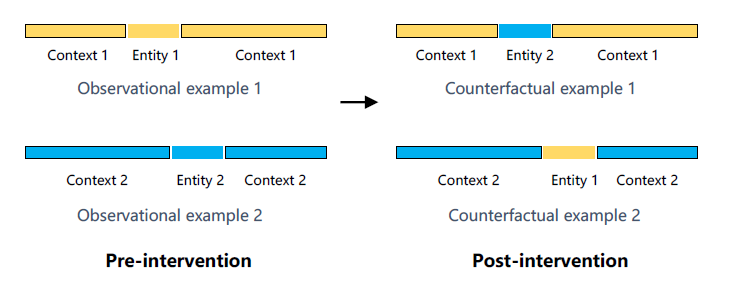 Context 1 Entity 1 Context 1
Observational example 1
Context 1 Entity 2 Context 1
Counterfactual example 1
Context 2 Entity 2 Context 2
Observational example 2
Context 2 Entity 1 Context 2
Counterfactual example 2
Pre-intervention
Post-intervention